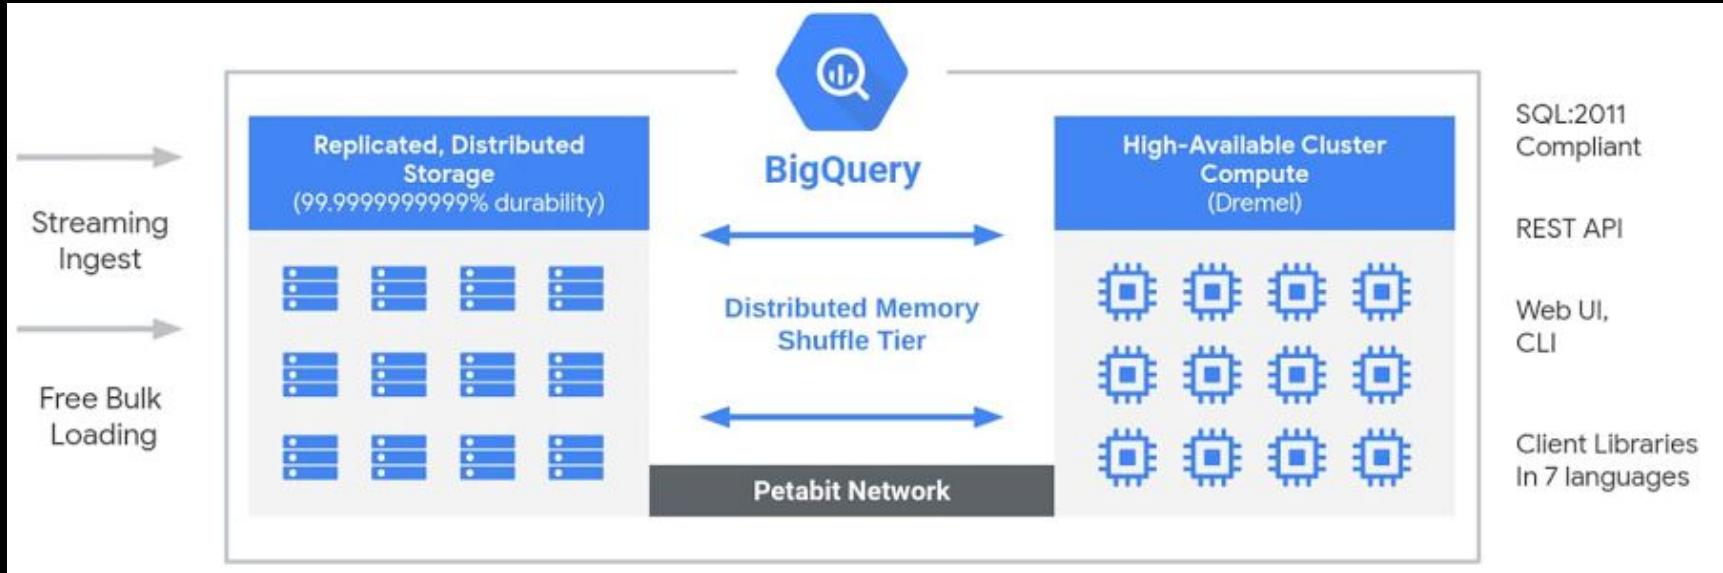 BigQuery
Streaming
Ingest
Free Bulk
Loading
Replicated, Distributed
Storage
(99.9999999999% durability)
Distributed Memory
Shuffle Tier
Petabit Network
High-Available Cluster
Compute
(Dremel)
SQL:2011
Compliant
REST API
Web UI,
CLI
Client Libraries
In 7 languages